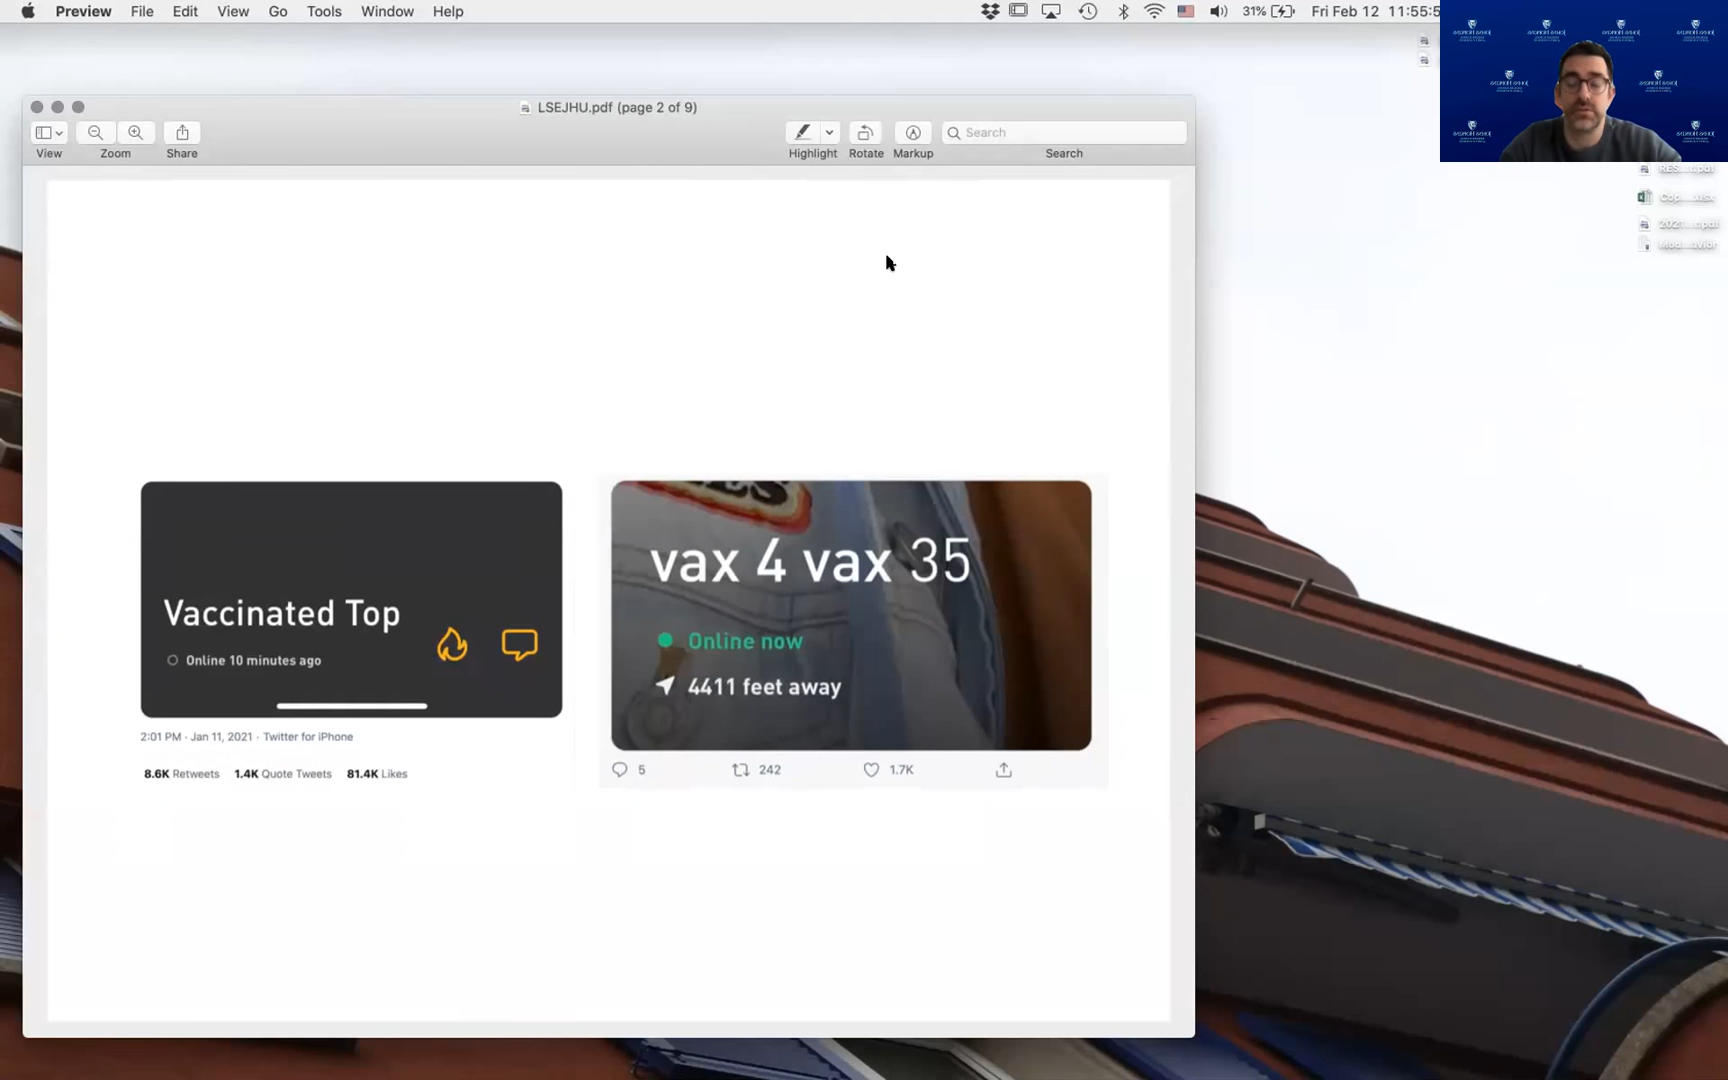 Preview File Edit View Go Tools Window Help
31% Fri Feb 12 11:55:5
LSEJHU.pdf (page 2 of 9)
Search
View Zoom Share Highlight Rotate Markup Search
Vaccinated Top
Online 10 minutes ago
2:01 PM · Jan 11, 2021 · Twitter for iPhone
8.6K Retweets 1.4K Quote Tweets 81.4K Likes
vax 4 vax 35
Online now
4411 feet away
5 242 1.7K